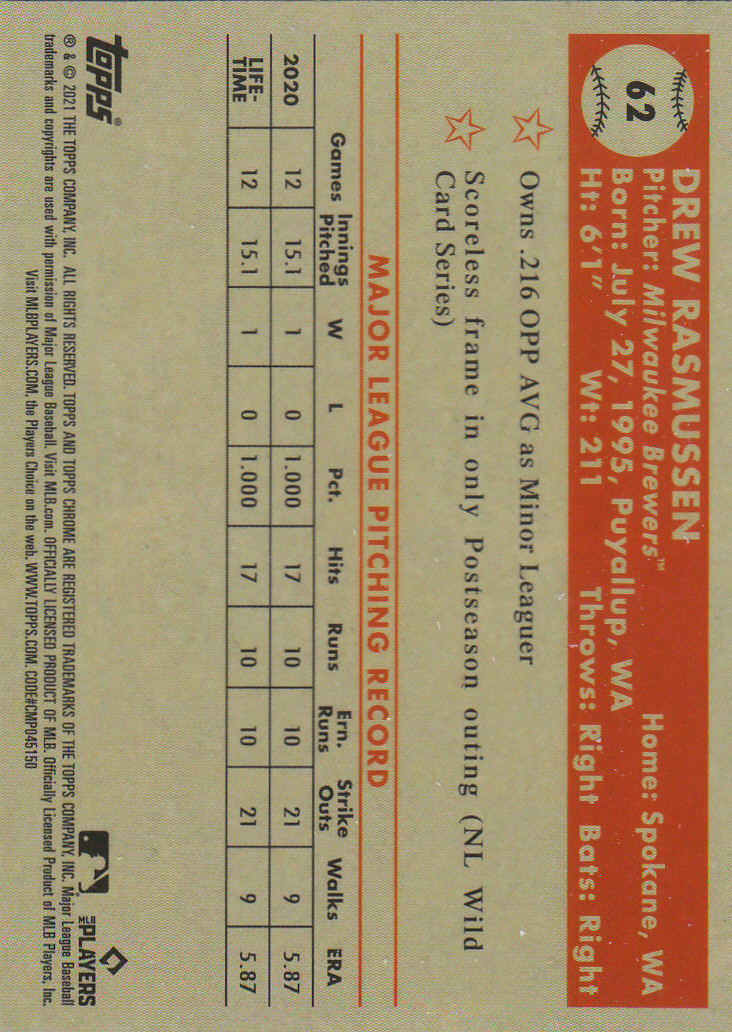 62
DREW RASMUSSEN
Pitcher: Milwaukee Brewers™ Home: Spokane, WA
Born: July 27, 1995, Puyallup, WA
Ht: 6'1" Wt: 211 Throws: Right Bats: Right
Owns .216 OPP AVG as Minor Leaguer
Scoreless frame in only Postseason outing (NL Wild
Card Series)
MAJOR LEAGUE PITCHING RECORD
Games Innings Pitched W L Pct. Hits Runs Ern. Runs Strike Outs Walks ERA
2020 12 15.1 1 0 1.000 17 10 10 21 9 5.87
LIFE-TIME 12 15.1 1 0 1.000 17 10 10 21 9 5.87
topps®
MLB PLAYERS
® & © 2021 THE TOPPS COMPANY, INC. ALL RIGHTS RESERVED. TOPPS AND TOPPS CHROME ARE REGISTERED TRADEMARKS OF THE TOPPS COMPANY, INC. Major League Baseball
trademarks and copyrights are used with permission of Major League Baseball. Visit MLB.com. OFFICIALLY LICENSED PRODUCT OF MLB. Officially Licensed Product of MLB Players, Inc.
Visit MLBPLAYERS.COM, the Players Choice on the web. WWW.TOPPS.COM. CODE#CMP045150